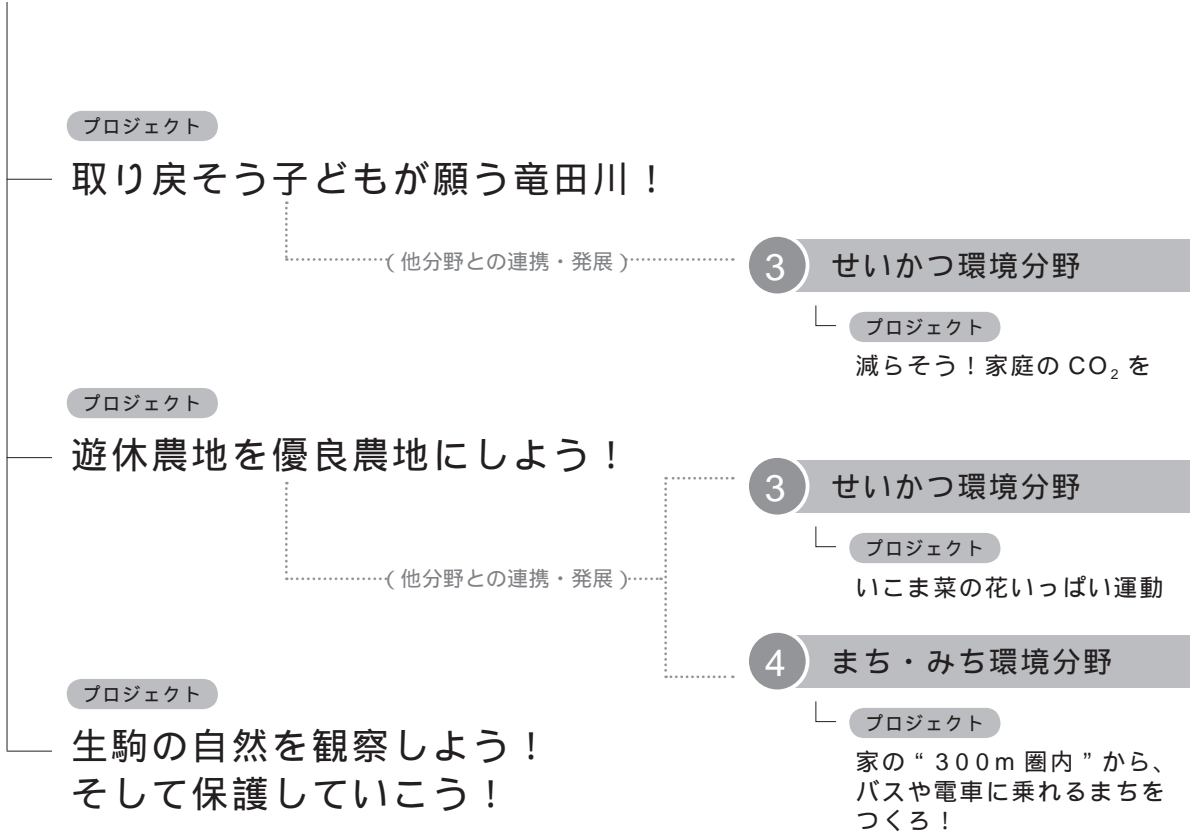 プロジェクト
取り戻そう子どもが願う竜田川！
（他分野との連携・発展）
3 せいかつ環境分野
プロジェクト
減らそう！家庭の CO₂ を
プロジェクト
遊休農地を優良農地にしよう！
（他分野との連携・発展）
3 せいかつ環境分野
プロジェクト
いこま菜の花いっぱい運動
4 まち・みち環境分野
プロジェクト
家の“３００ｍ圏内”から、
バスや電車に乗れるまちを
つくろ！
プロジェクト
生駒の自然を観察しよう！
そして保護していこう！